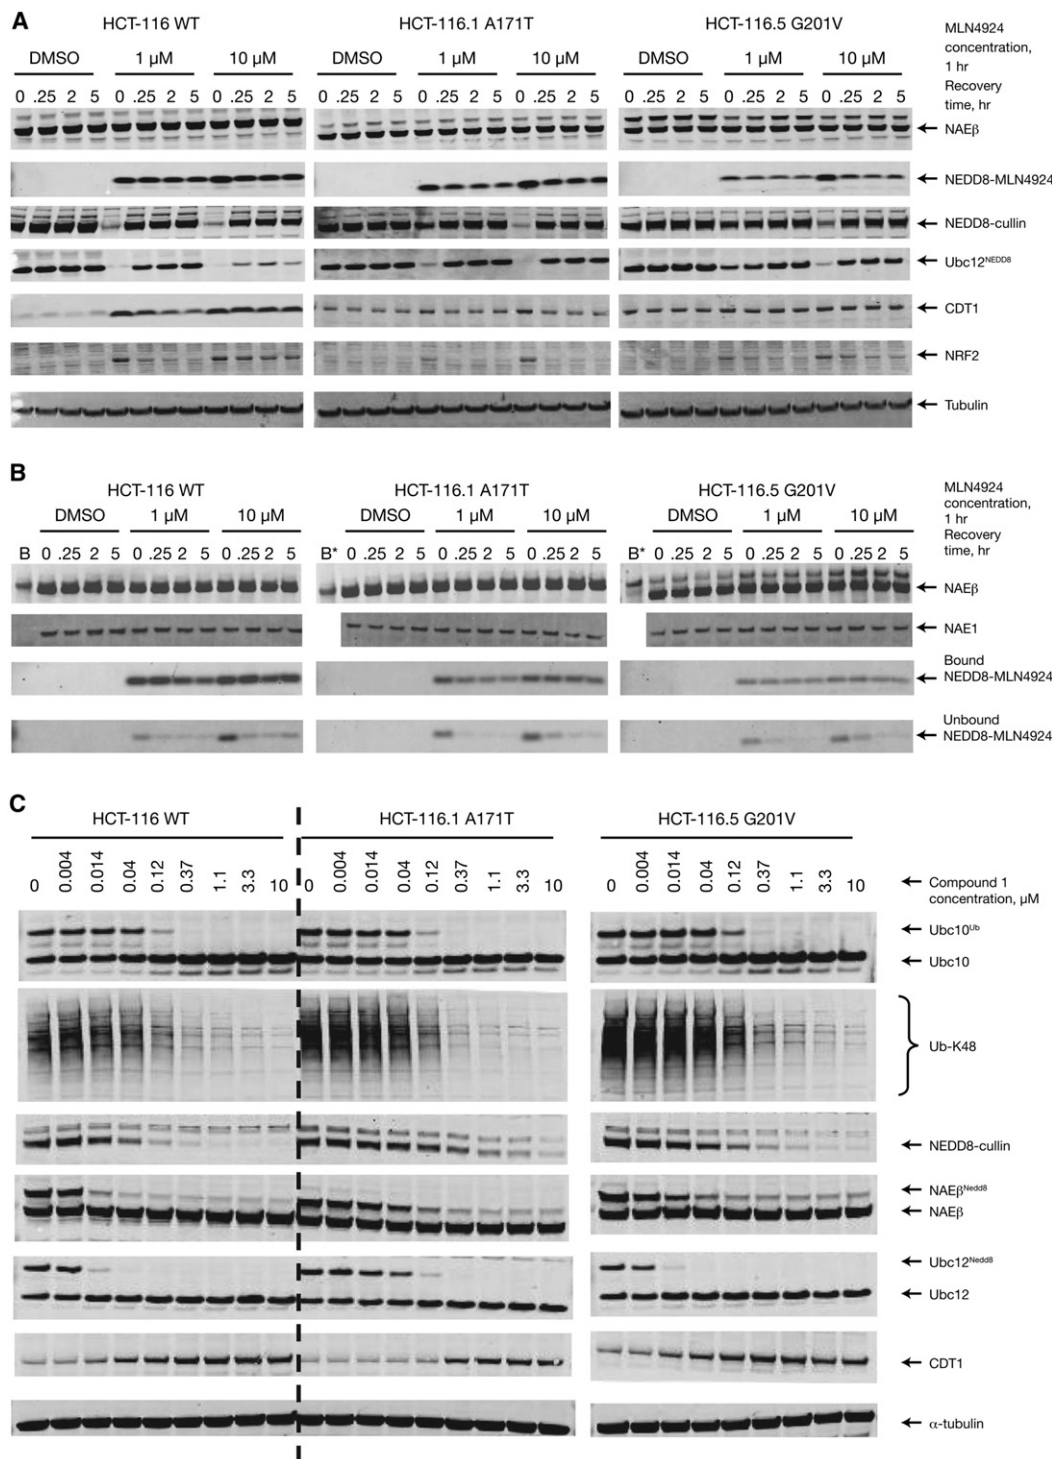 A
HCT-116 WT
HCT-116.1 A171T
HCT-116.5 G201V
MLN4924
concentration,
1 hr
Recovery
time, hr
DMSO 1 µM 10 µM
DMSO 1 µM 10 µM
DMSO 1 µM 10 µM
0 .25 2 5 0 .25 2 5 0 .25 2 5
0 .25 2 5 0 .25 2 5 0 .25 2 5
0 .25 2 5 0 .25 2 5 0 .25 2 5
NAEβ
NEDD8-MLN4924
NEDD8-cullin
Ubc12NEDD8
CDT1
NRF2
Tubulin
B
HCT-116 WT
HCT-116.1 A171T
HCT-116.5 G201V
MLN4924
concentration,
1 hr
Recovery
time, hr
DMSO 1 µM 10 µM
DMSO 1 µM 10 µM
DMSO 1 µM 10 µM
B 0 .25 2 5 0 .25 2 5 0 .25 2 5
B* 0 .25 2 5 0 .25 2 5 0 .25 2 5
B* 0 .25 2 5 0 .25 2 5 0 .25 2 5
NAEβ
NAE1
Bound
NEDD8-MLN4924
Unbound
NEDD8-MLN4924
C
HCT-116 WT
HCT-116.1 A171T
HCT-116.5 G201V
0 0.004 0.014 0.04 0.12 0.37 1.1 3.3 10
0 0.004 0.014 0.04 0.12 0.37 1.1 3.3 10
0 0.004 0.014 0.04 0.12 0.37 1.1 3.3 10
Compound 1
concentration, µM
Ubc10Ub
Ubc10
Ub-K48
NEDD8-cullin
NAEβNedd8
NAEβ
Ubc12Nedd8
Ubc12
CDT1
α-tubulin